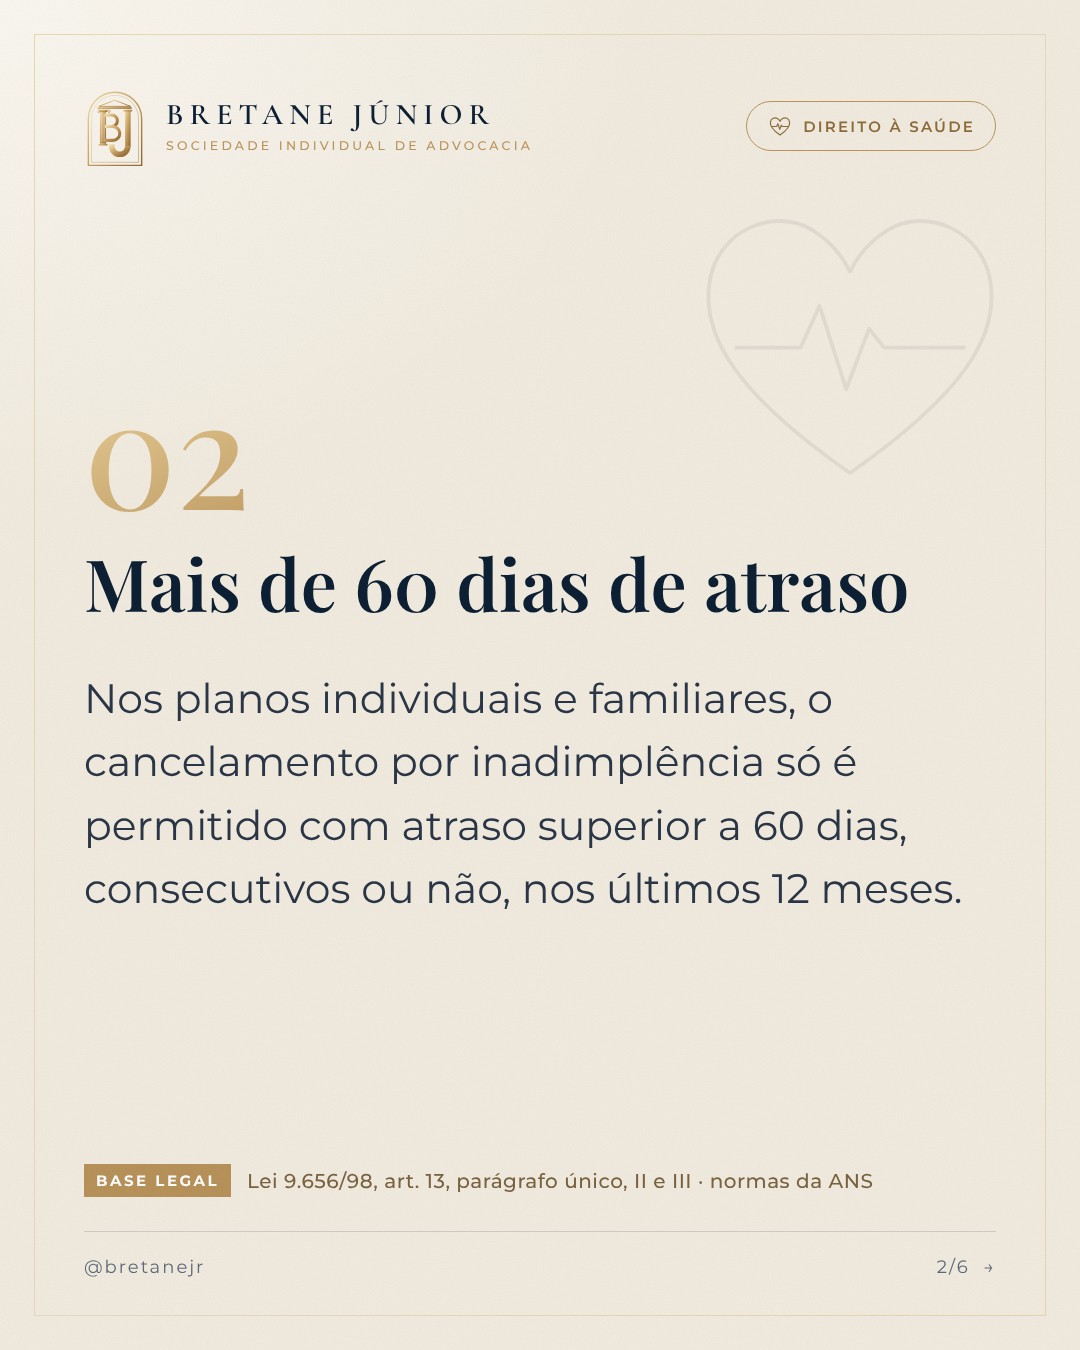 BJ
BRETANE JÚNIOR
SOCIEDADE INDIVIDUAL DE ADVOCACIA
DIREITO À SAÚDE
02
Mais de 60 dias de atraso
Nos planos individuais e familiares, o
cancelamento por inadimplência só é
permitido com atraso superior a 60 dias,
consecutivos ou não, nos últimos 12 meses.
BASE LEGAL Lei 9.656/98, art. 13, parágrafo único, II e III · normas da ANS
@bretanejr
2/6 →